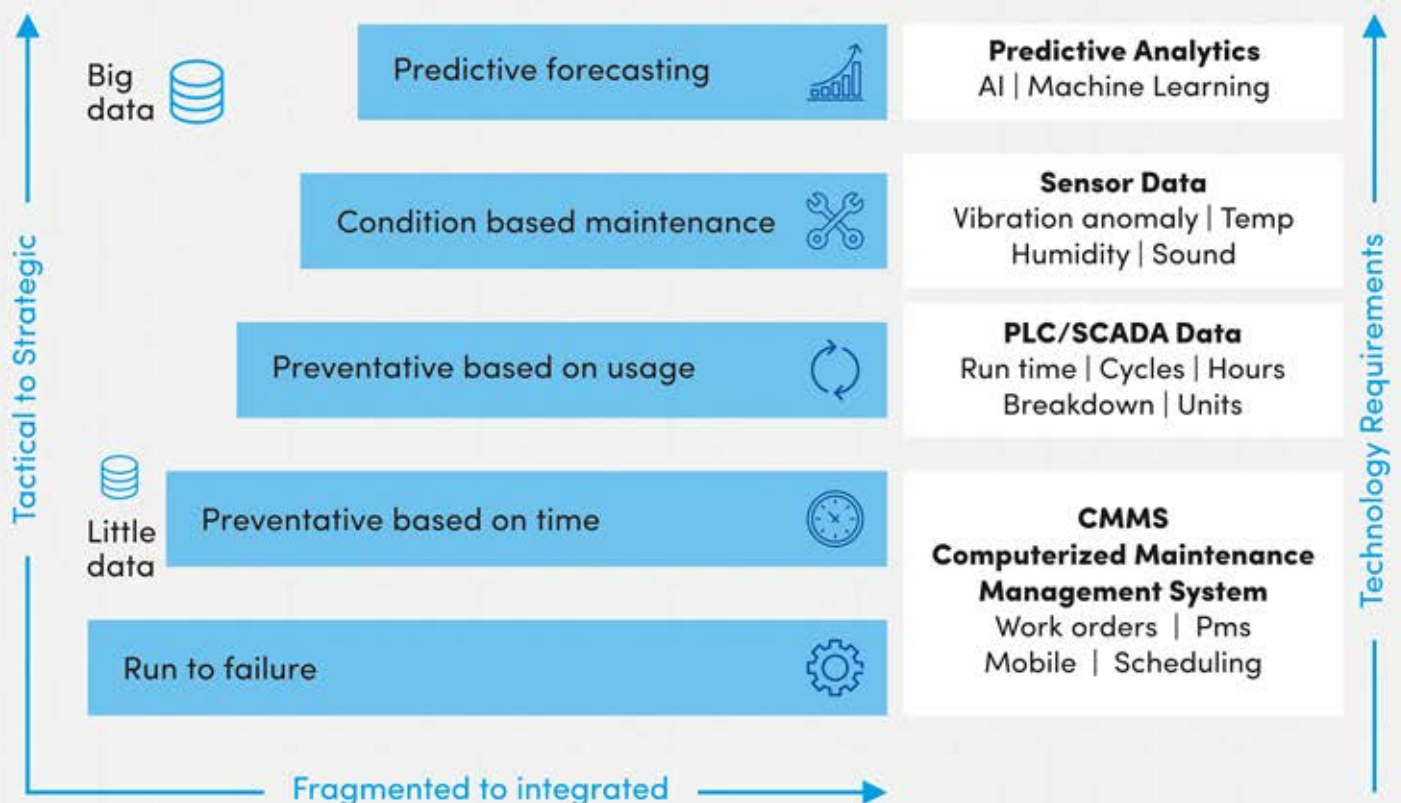 Big
data
Predictive forecasting
Predictive Analytics
AI | Machine Learning
Condition based maintenance
Sensor Data
Vibration anomaly | Temp
Humidity | Sound
Preventative based on usage
PLC/SCADA Data
Run time | Cycles | Hours
Breakdown | Units
Little
data
Preventative based on time
Run to failure
CMMS
Computerized Maintenance
Management System
Work orders | Pms
Mobile | Scheduling
Tactical to Strategic
Technology Requirements
Fragmented to integrated